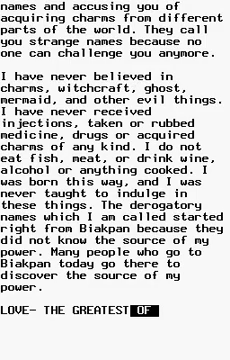 names and accusing you of
acquiring charms from different
parts of the world. They call
you strange names because no
one can challenge you anymore.
I have never believed in
charms, witchcraft, ghost,
mermaid, and other evil things.
I have never received
injections, taken or rubbed
medicine, drugs or acquired
charms of any kind. I do not
eat fish, meat, or drink wine,
alcohol or anything cooked. I
was born this way, and I was
never taught to indulge in
these things. The derogatory
names which I am called started
right from Biakpan because they
did not know the source of my
power. Many people who go to
Biakpan today go there to
discover the source of my
power.
LOVE- THE GREATEST OF